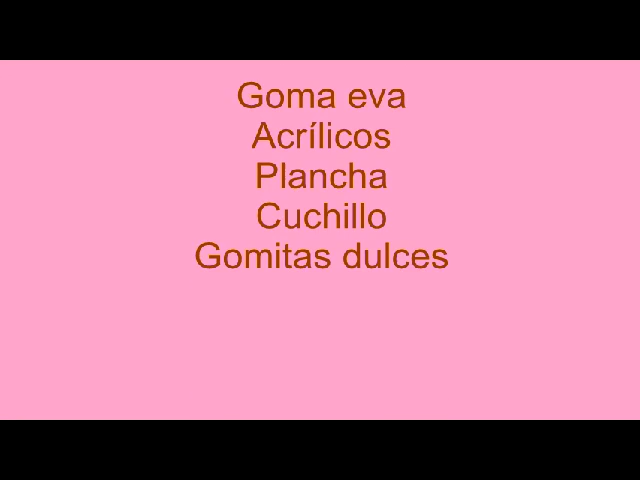 Goma eva
Acrílicos
Plancha
Cuchillo
Gomitas dulces